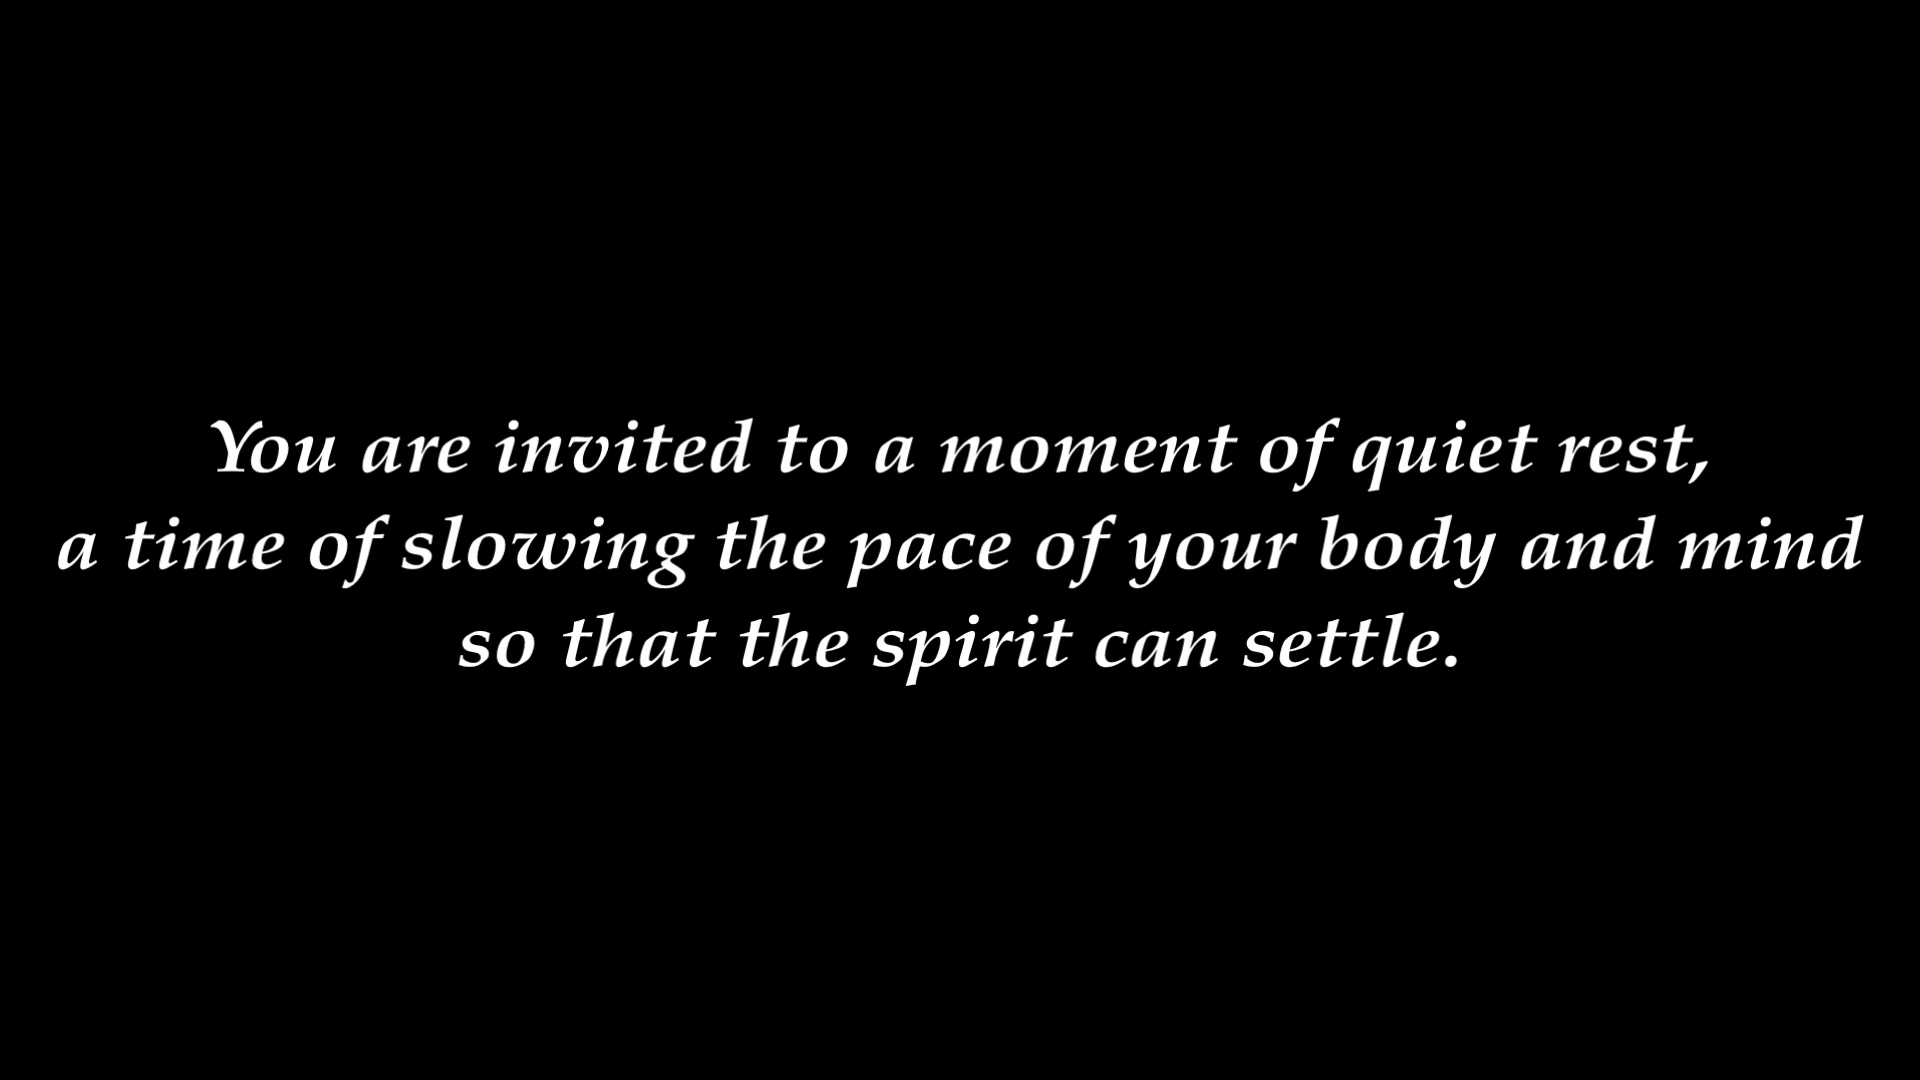 You are invited to a moment of quiet rest,
a time of slowing the pace of your body and mind
so that the spirit can settle.